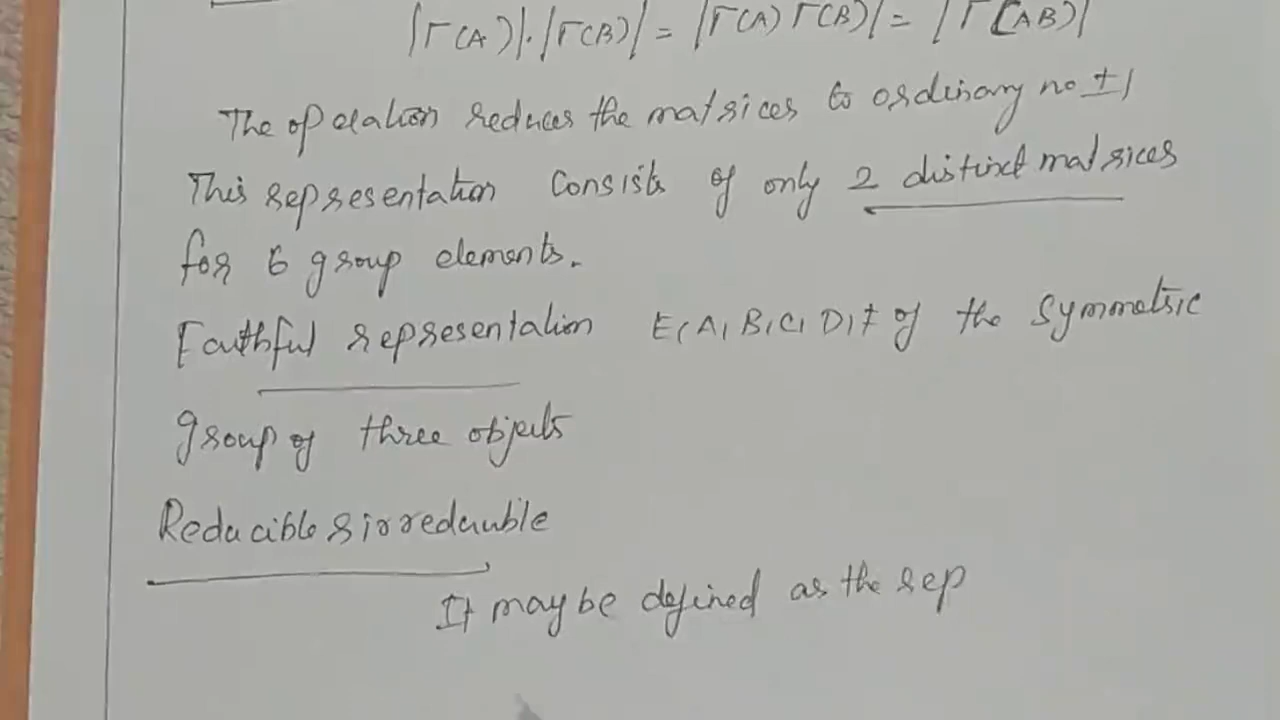 |Γ(A)|.|Γ(B)| = |Γ(A) Γ(B)| = |Γ(AB)|
The operation reduces the matrices to ordinary no ±1
This representation consists of only 2 distinct matrices
for 6 group elements.
Faithful representation E, A, B, C, D, F of the symmetric
group of three objects
Reducible & irreducible
It may be defined as the rep